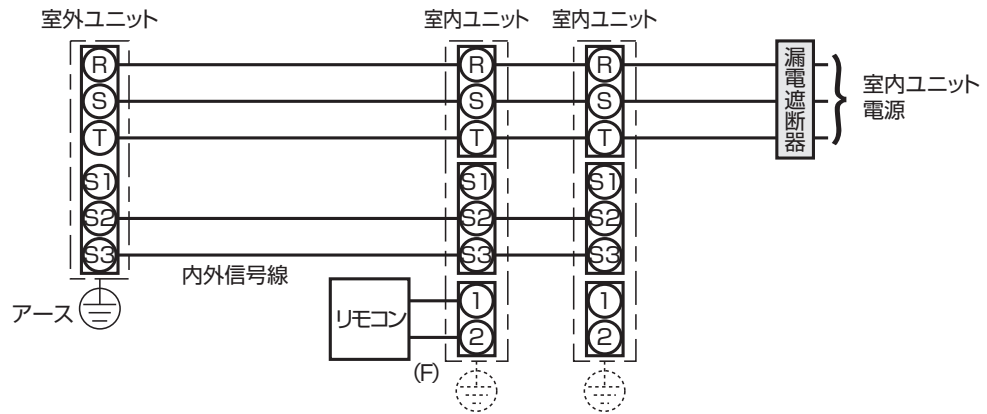 室外ユニット
室内ユニット
室内ユニット
R
S
T
S1
S2
S3
R
S
T
S1
S2
S3
1
2
R
S
T
S1
S2
S3
1
2
漏電遮断器
室内ユニット
電源
内外信号線
アース
リモコン
(F)